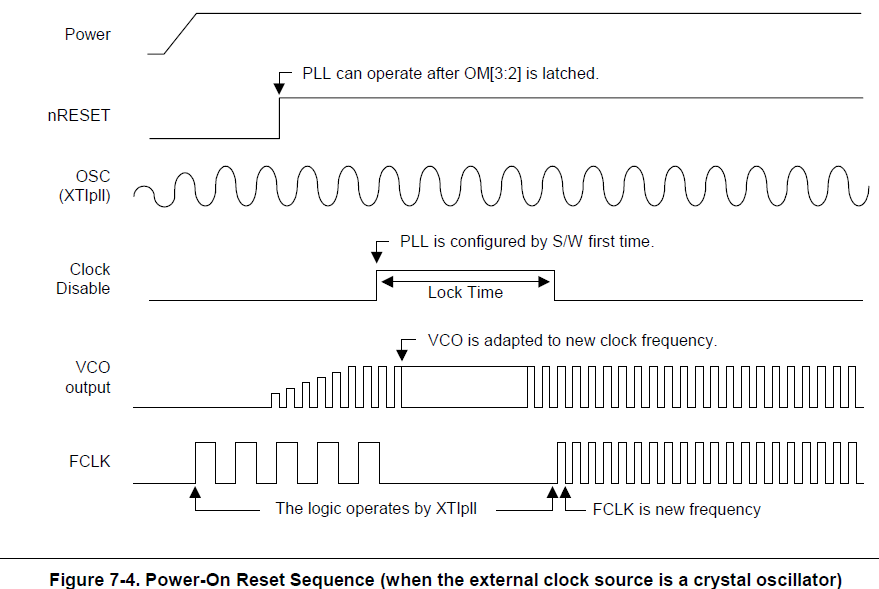 Power
PLL can operate after OM[3:2] is latched.
nRESET
OSC
(XTIpll)
PLL is configured by S/W first time.
Clock
Disable
Lock Time
VCO is adapted to new clock frequency.
VCO
output
FCLK
The logic operates by XTIpll
FCLK is new frequency
Figure 7-4. Power-On Reset Sequence (when the external clock source is a crystal oscillator)